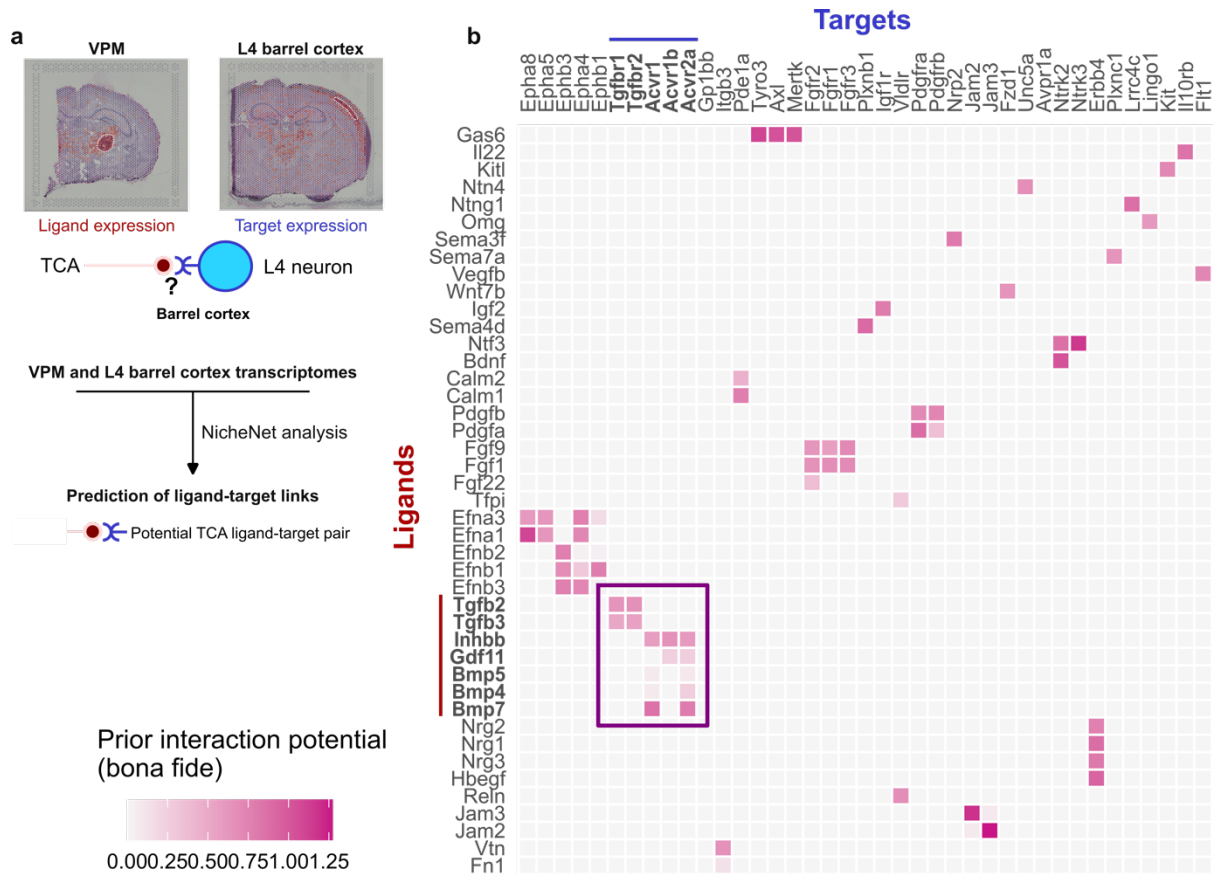 a
VPM
L4 barrel cortex
Ligand expression
Target expression
TCA
?
L4 neuron
Barrel cortex
VPM and L4 barrel cortex transcriptomes
NicheNet analysis
Prediction of ligand-target links
Potential TCA ligand-target pair
Prior interaction potential
(bona fide)
0.000.250.500.751.001.25
b
Targets
Epha8
Epha5
Ephb3
Epha4
Ephb1
Tgfbr1
Tgfbr2
Acvr1
Acvr1b
Acvr2a
Gp1bb
Itgb3
Pde1a
Tyro3
Axl
Mertk
Fgfr2
Fgfr1
Fgfr3
Plxnb1
Igf1r
Vldlr
Pdgfra
Pdgfrb
Nrp2
Jam2
Jam3
Fzd1
Unc5a
Avpr1a
Ntrk2
Ntrk3
Erbb4
Plxnc1
Lrrc4c
Lingo1
Kit
Il10rb
Flt1
Ligands
Gas6
Il22
Kitl
Ntn4
Ntng1
Omg
Sema3f
Sema7a
Vegfb
Wnt7b
Igf2
Sema4d
Ntf3
Bdnf
Calm2
Calm1
Pdgfb
Pdgfa
Fgf9
Fgf1
Fgf22
Tfpi
Efna3
Efna1
Efnb2
Efnb1
Efnb3
Tgfb2
Tgfb3
Inhbb
Gdf11
Bmp5
Bmp4
Bmp7
Nrg2
Nrg1
Nrg3
Hbegf
Reln
Jam3
Jam2
Vtn
Fn1